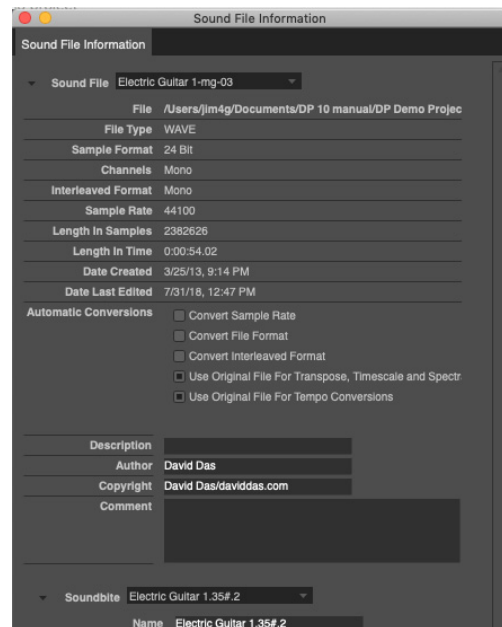 Sound File Information
Sound File Information
Sound File Electric Guitar 1-mg-03
File /Users/jim4g/Documents/DP 10 manual/DP Demo Projec
File Type WAVE
Sample Format 24 Bit
Channels Mono
Interleaved Format Mono
Sample Rate 44100
Length In Samples 2382626
Length In Time 0:00:54.02
Date Created 3/25/13, 9:14 PM
Date Last Edited 7/31/18, 12:47 PM
Automatic Conversions Convert Sample Rate
Convert File Format
Convert Interleaved Format
Use Original File For Transpose, Timescale and Spectr
Use Original File For Tempo Conversions
Description
Author David Das
Copyright David Das/daviddas.com
Comment
Soundbite Electric Guitar 1.35#.2
Name Electric Guitar 1.35#.2